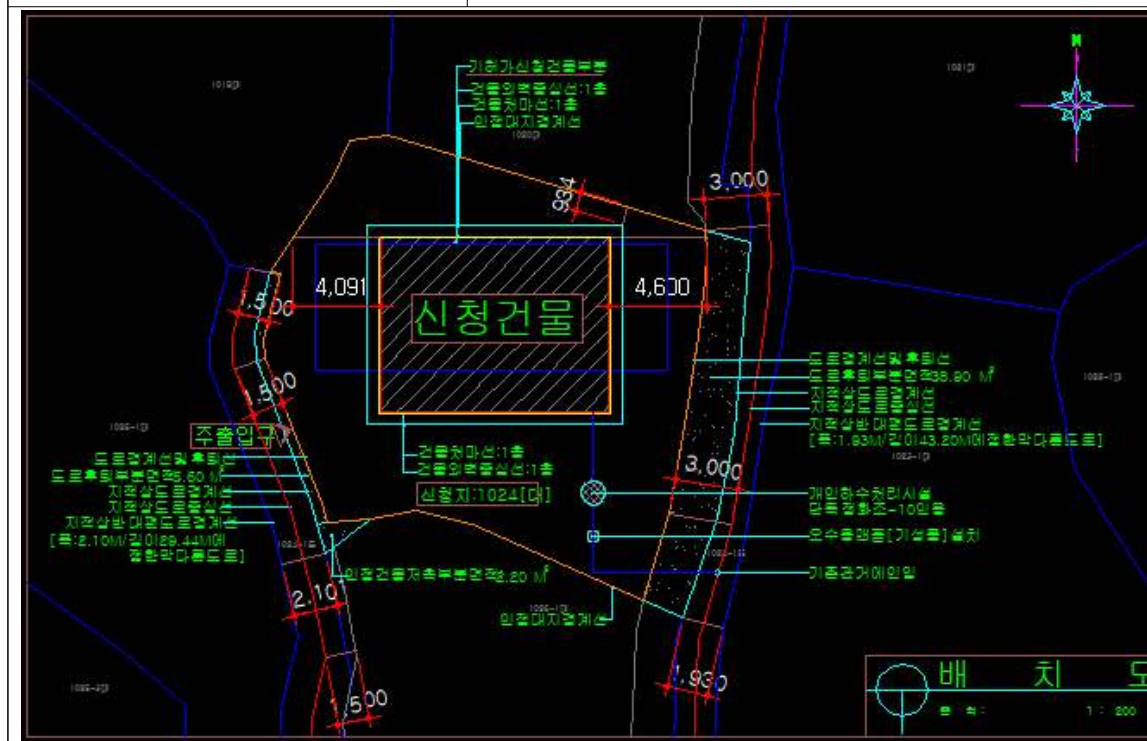 N
기허가신청건물부분
건물외벽중심선:1층
건물처마선:1층
인접대지경계선
3,000
934
4,091
4,600
신청건물
1,500
1,500
주출입구
도로경계선및후퇴선
도로후퇴부분면적5.60 ㎡
지적상도로경계선
지적상도로중심선
지적상반대편도로경계선
[폭:2.10M/길이29.44M에
접한막다른도로]
건물처마선:1층
건물외벽중심선:1층
신청지:1024[대]
도로경계선및후퇴선
도로후퇴부분면적38.90 ㎡
지적상도로경계선
지적상도로중심선
지적상반대편도로경계선
[폭:1.93M/길이43.20M에접한막다른도로]
3,000
개인하수처리시설
단독정화조-10인용
오수용맨홀[기성품]설치
기존관거에연결
인접건물저촉부분면적2.20 ㎡
인접대지경계선
2,10
1,930
1,500
배 치 도
축 척: 1 : 200